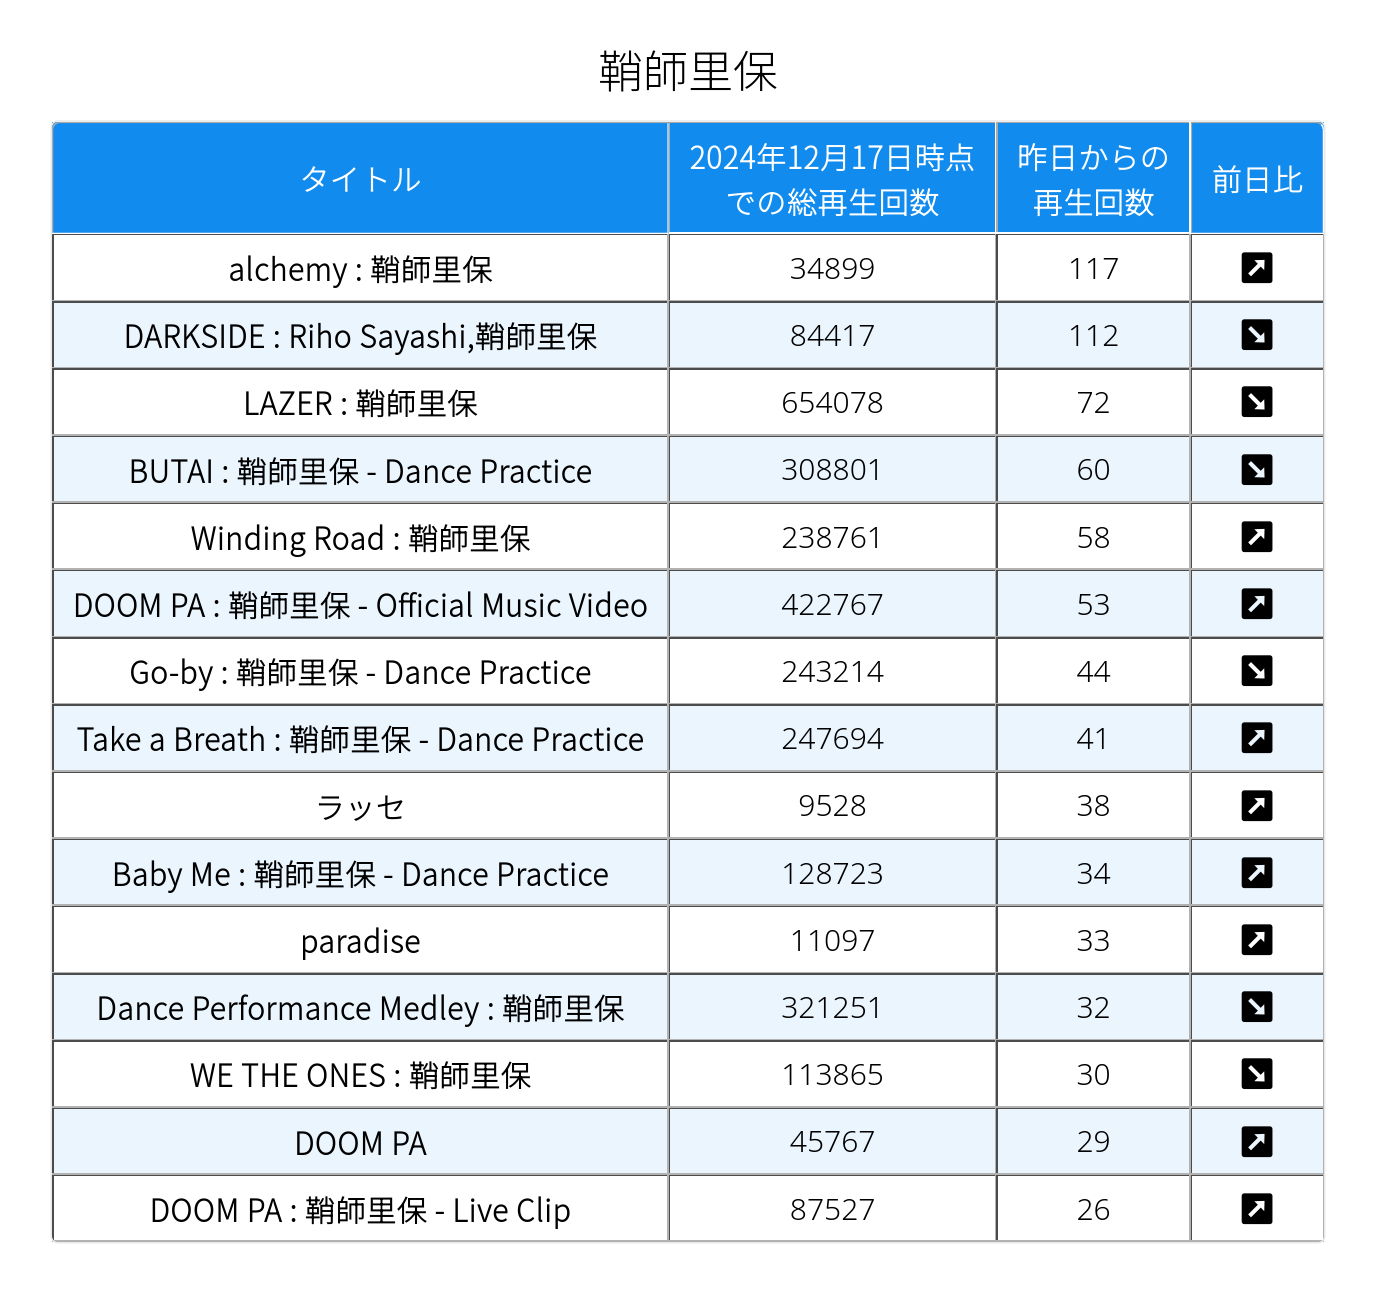 鞘師里保
タイトル
2024年12月17日時点
での総再生回数
昨日からの
再生回数
前日比
alchemy : 鞘師里保 34899 117 ↗
DARKSIDE : Riho Sayashi,鞘師里保 84417 112 ↘
LAZER : 鞘師里保 654078 72 ↘
BUTAI : 鞘師里保 - Dance Practice 308801 60 ↘
Winding Road : 鞘師里保 238761 58 ↗
DOOM PA : 鞘師里保 - Official Music Video 422767 53 ↗
Go-by : 鞘師里保 - Dance Practice 243214 44 ↘
Take a Breath : 鞘師里保 - Dance Practice 247694 41 ↗
ラッセ 9528 38 ↗
Baby Me : 鞘師里保 - Dance Practice 128723 34 ↗
paradise 11097 33 ↗
Dance Performance Medley : 鞘師里保 321251 32 ↘
WE THE ONES : 鞘師里保 113865 30 ↘
DOOM PA 45767 29 ↗
DOOM PA : 鞘師里保 - Live Clip 87527 26 ↗